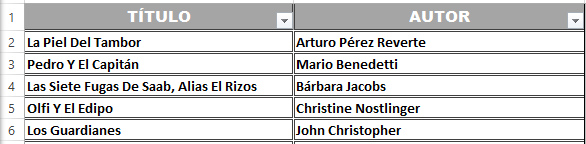 1 TÍTULO AUTOR
2 La Piel Del Tambor Arturo Pérez Reverte
3 Pedro Y El Capitán Mario Benedetti
4 Las Siete Fugas De Saab, Alias El Rizos Bárbara Jacobs
5 Olfi Y El Edipo Christine Nostlinger
6 Los Guardianes John Christopher